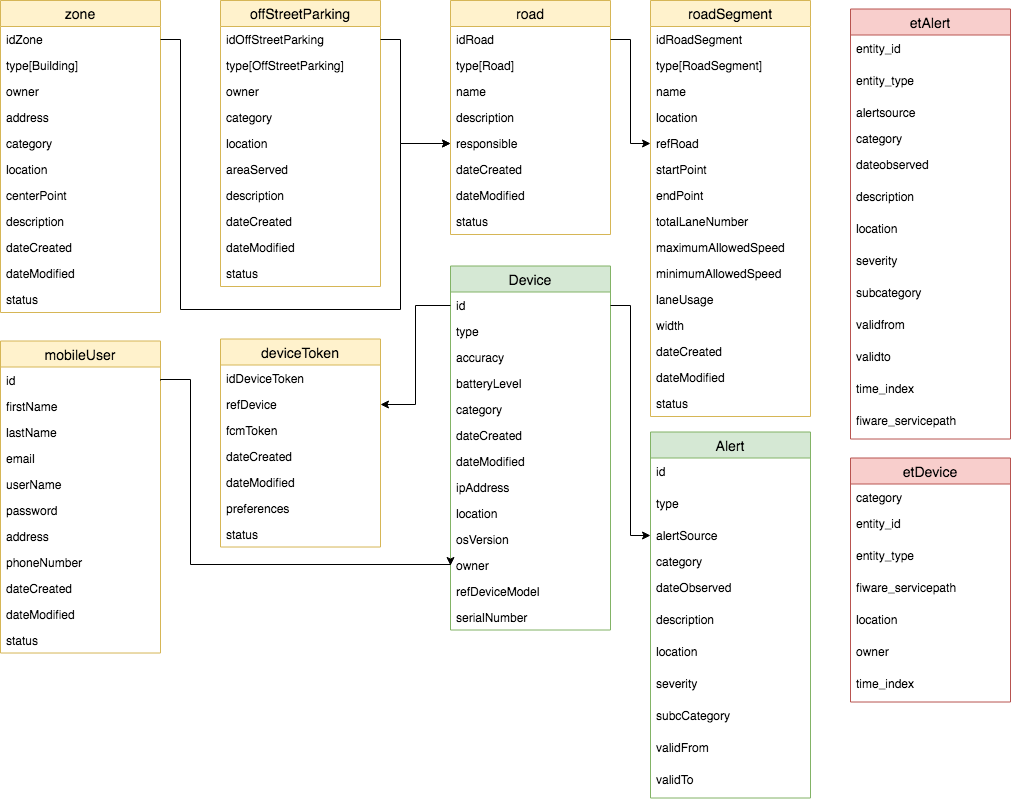 zone
idZone
type[Building]
owner
address
category
location
centerPoint
description
dateCreated
dateModified
status
offStreetParking
idOffStreetParking
type[OffStreetParking]
owner
category
location
areaServed
description
dateCreated
dateModified
status
road
idRoad
type[Road]
name
description
responsible
dateCreated
dateModified
status
roadSegment
idRoadSegment
type[RoadSegment]
name
location
refRoad
startPoint
endPoint
totalLaneNumber
maximumAllowedSpeed
minimumAllowedSpeed
laneUsage
width
dateCreated
dateModified
status
etAlert
entity_id
entity_type
alertsource
category
dateobserved
description
location
severity
subcategory
validfrom
validto
time_index
fiware_servicepath
mobileUser
id
firstName
lastName
email
userName
password
address
phoneNumber
dateCreated
dateModified
status
deviceToken
idDeviceToken
refDevice
fcmToken
dateCreated
dateModified
preferences
status
Device
id
type
accuracy
batteryLevel
category
dateCreated
dateModified
ipAddress
location
osVersion
owner
refDeviceModel
serialNumber
Alert
id
type
alertSource
category
dateObserved
description
location
severity
subcCategory
validFrom
validTo
etDevice
category
entity_id
entity_type
fiware_servicepath
location
owner
time_index